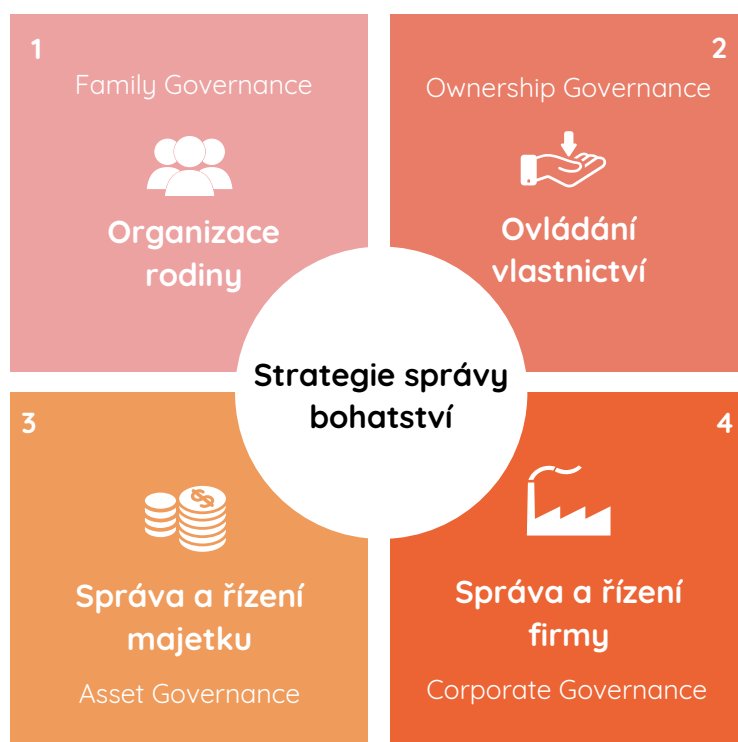 1
Family Governance
Organizace
rodiny
2
Ownership Governance
Ovládání
vlastnictví
Strategie správy
bohatství
3
Správa a řízení
majetku
Asset Governance
4
Správa a řízení
firmy
Corporate Governance